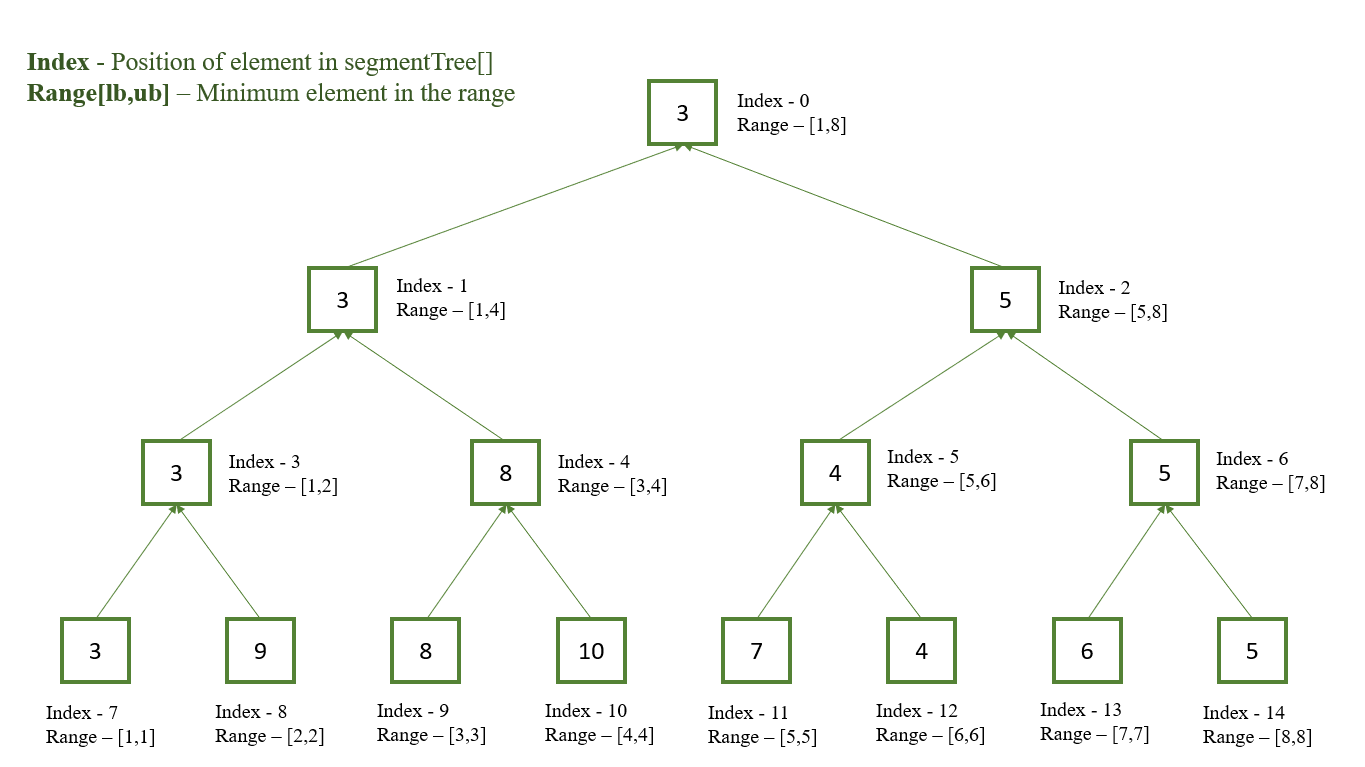 Index - Position of element in segmentTree[]
Range[lb,ub] – Minimum element in the range
3
Index - 0
Range – [1,8]
3
Index - 1
Range – [1,4]
5
Index - 2
Range – [5,8]
3
Index - 3
Range – [1,2]
8
Index - 4
Range – [3,4]
4
Index - 5
Range – [5,6]
5
Index - 6
Range – [7,8]
3
Index - 7
Range – [1,1]
9
Index - 8
Range – [2,2]
8
Index - 9
Range – [3,3]
10
Index - 10
Range – [4,4]
7
Index - 11
Range – [5,5]
4
Index - 12
Range – [6,6]
6
Index - 13
Range – [7,7]
5
Index - 14
Range – [8,8]